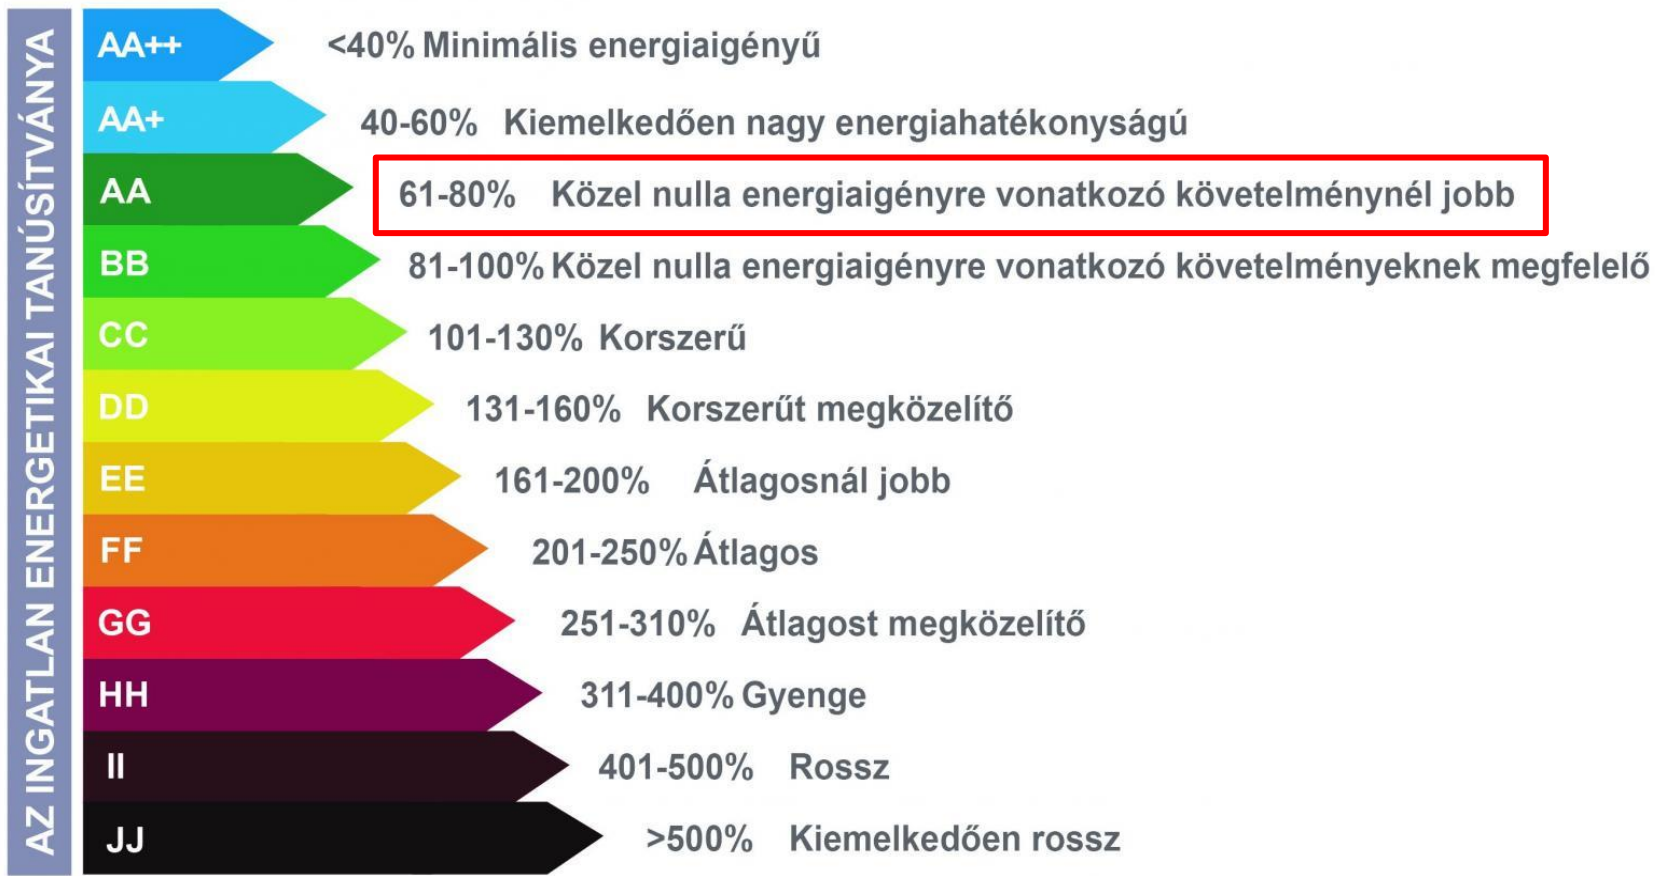 AZ INGATLAN ENERGETIKAI TANÚSÍTVÁNYA
AA++ <40% Minimális energiaigényű
AA+ 40-60% Kiemelkedően nagy energiahatékonyságú
AA 61-80% Közel nulla energiaigényre vonatkozó követelménynél jobb
BB 81-100% Közel nulla energiaigényre vonatkozó követelményeknek megfelelő
CC 101-130% Korszerű
DD 131-160% Korszerűt megközelítő
EE 161-200% Átlagosnál jobb
FF 201-250% Átlagos
GG 251-310% Átlagost megközelítő
HH 311-400% Gyenge
II 401-500% Rossz
JJ >500% Kiemelkedően rossz